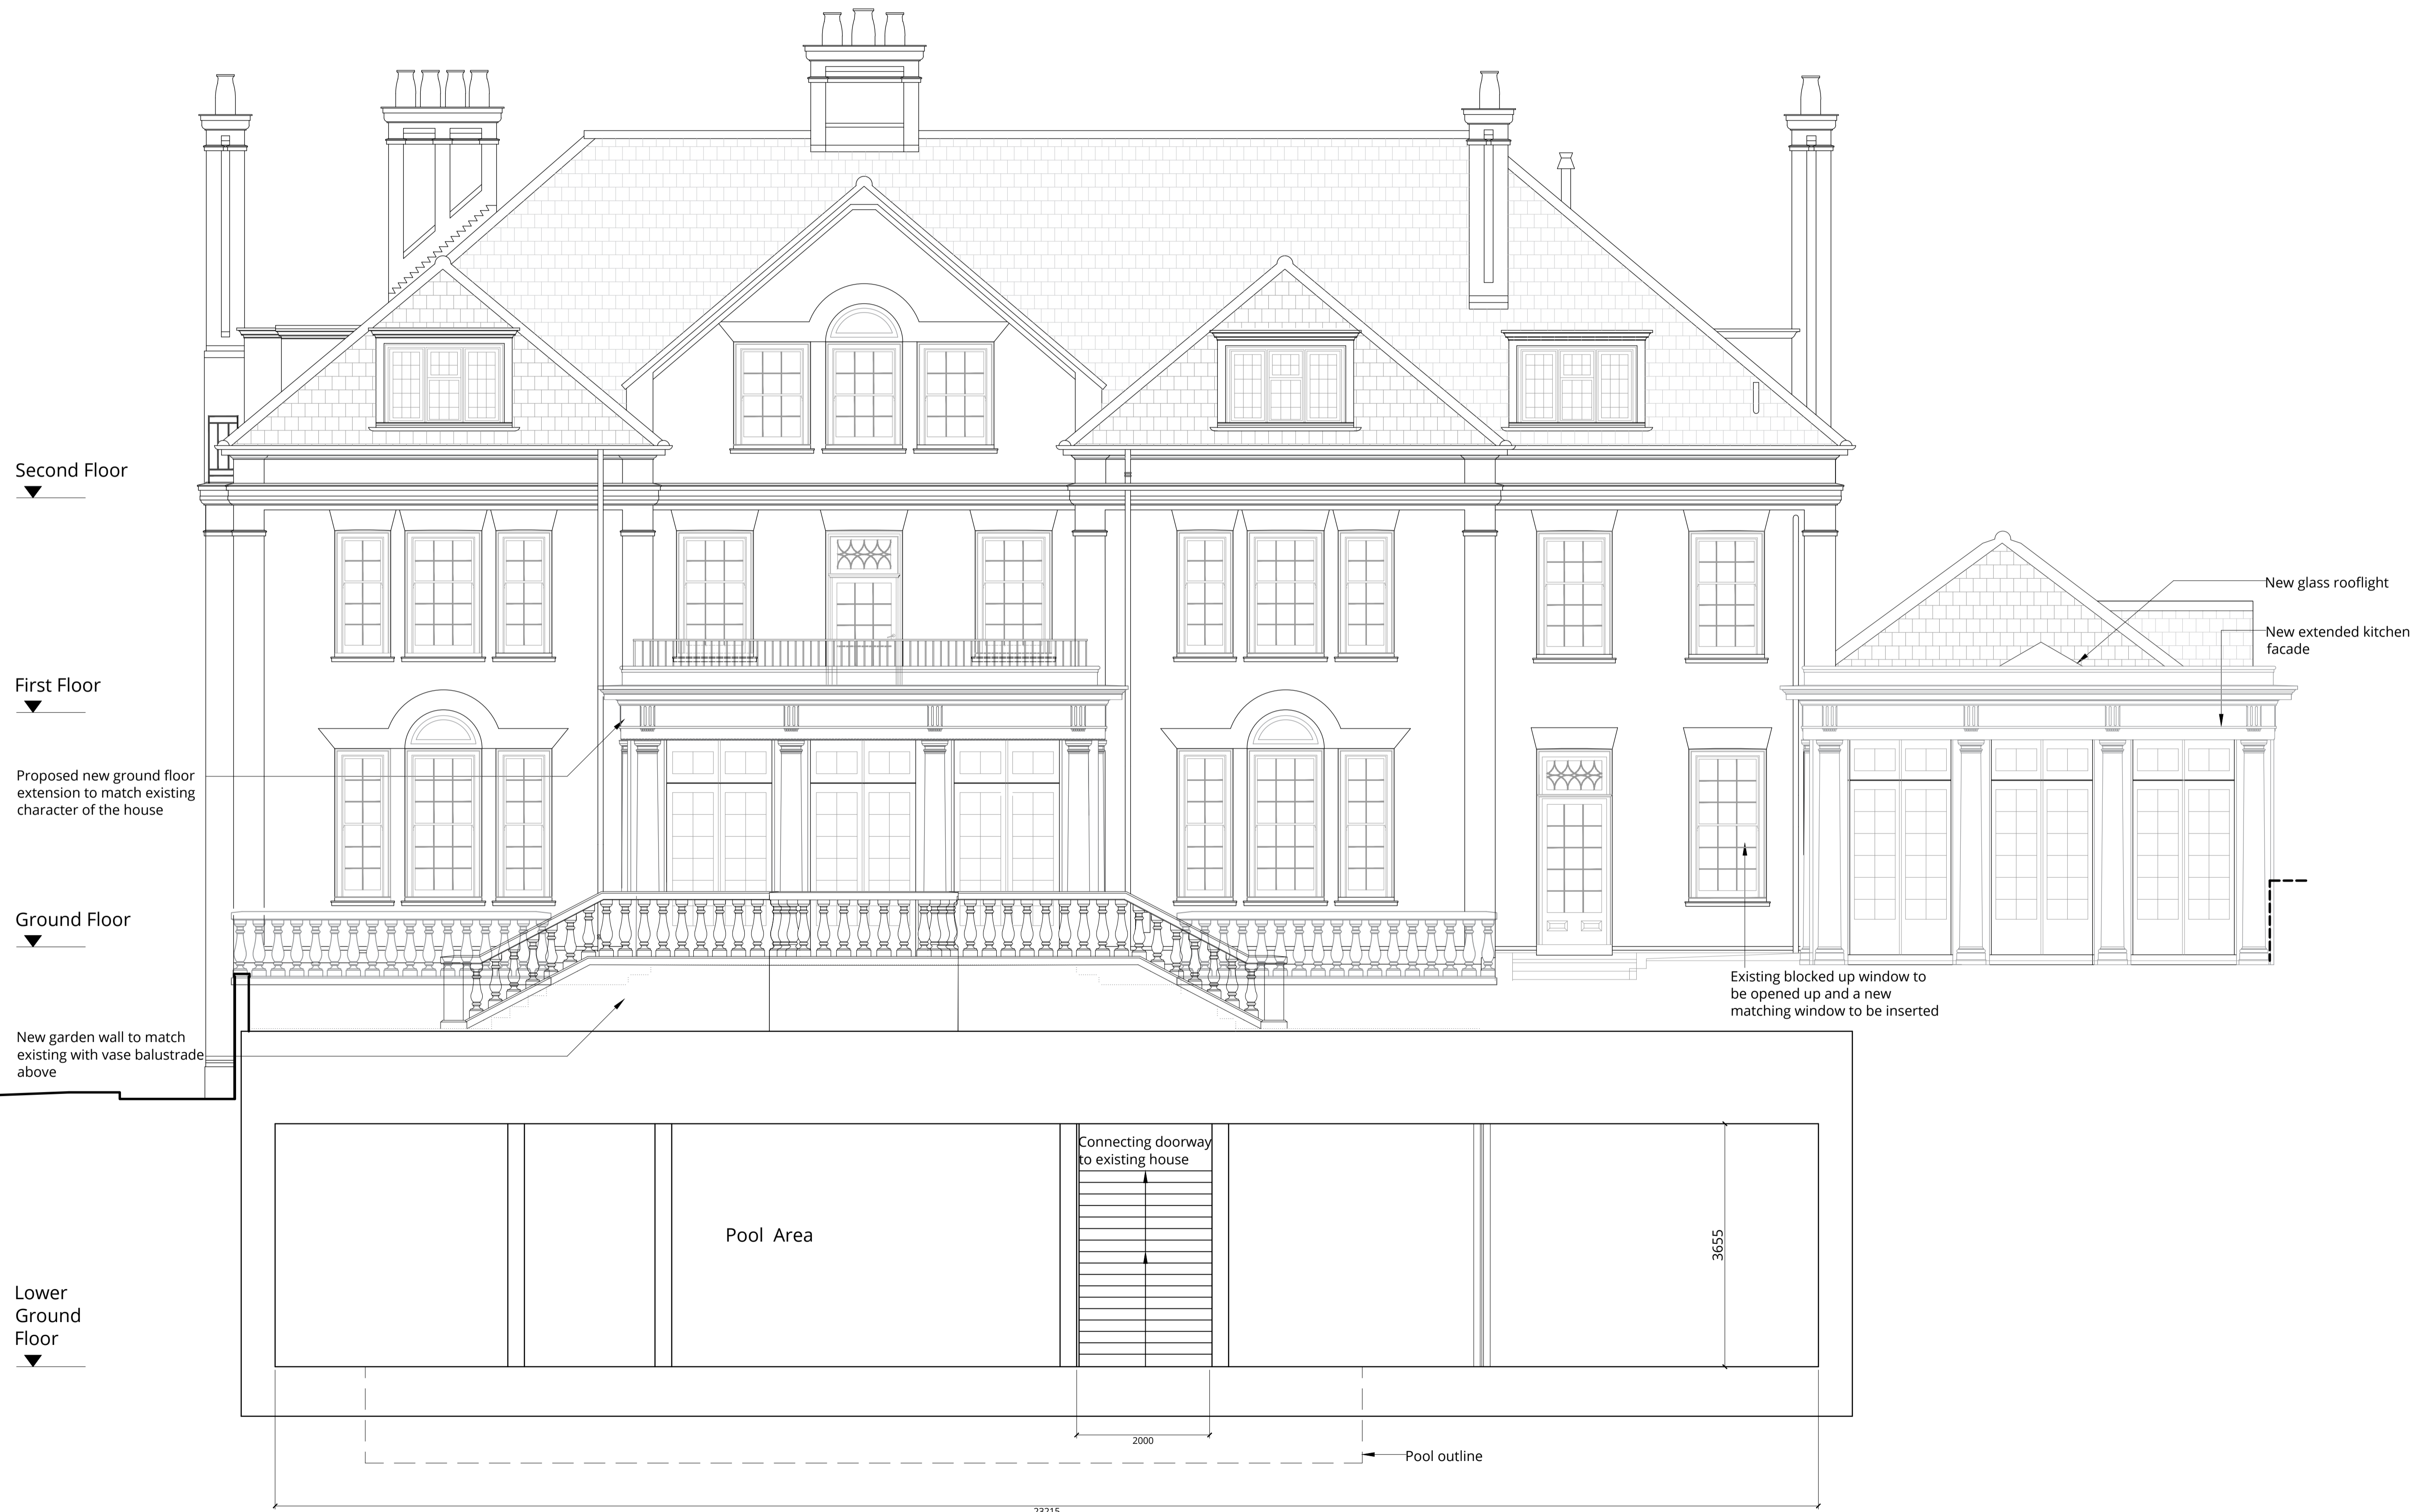 Second Floor
New glass rooflight
New extended kitchen
facade
First Floor
Proposed new ground floor
extension to match existing
character of the house
Ground Floor
Existing blocked up window to
be opened up and a new
matching window to be inserted
New garden wall to match
existing with vase balustrade
above
Connecting doorway
to existing house
Pool Area
3655
Lower
Ground
Floor
2000
Pool outline
23215